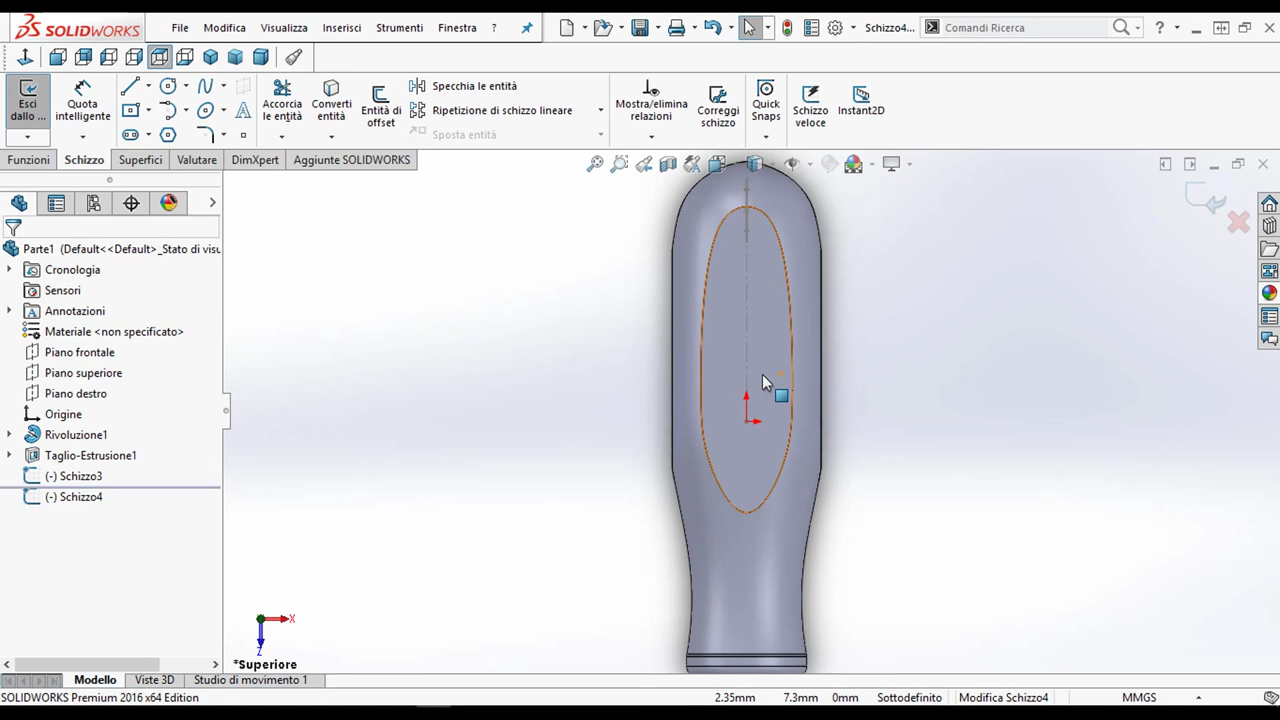 SOLIDWORKS File Modifica Visualizza Inserisci Strumenti Finestra ? Schizzo4... Comandi Ricerca ?
Esci dallo ...
Quota intelligente
Accorcia le entità
Converti entità
Entità di offset
Specchia le entità
Ripetizione di schizzo lineare
Sposta entità
Mostra/elimina relazioni
Correggi schizzo
Quick Snaps
Schizzo veloce
Instant2D
Funzioni Schizzo Superfici Valutare DimXpert Aggiunte SOLIDWORKS
Parte1 (Default<<Default>_Stato di visu
Cronologia
Sensori
Annotazioni
Materiale <non specificato>
Piano frontale
Piano superiore
Piano destro
Origine
Rivoluzione1
Taglio-Estrusione1
(-) Schizzo3
(-) Schizzo4
X
Z
*Superiore
Modello Viste 3D Studio di movimento 1
SOLIDWORKS Premium 2016 x64 Edition 2.35mm 7.3mm 0mm Sottodefinito Modifica Schizzo4 MMGS